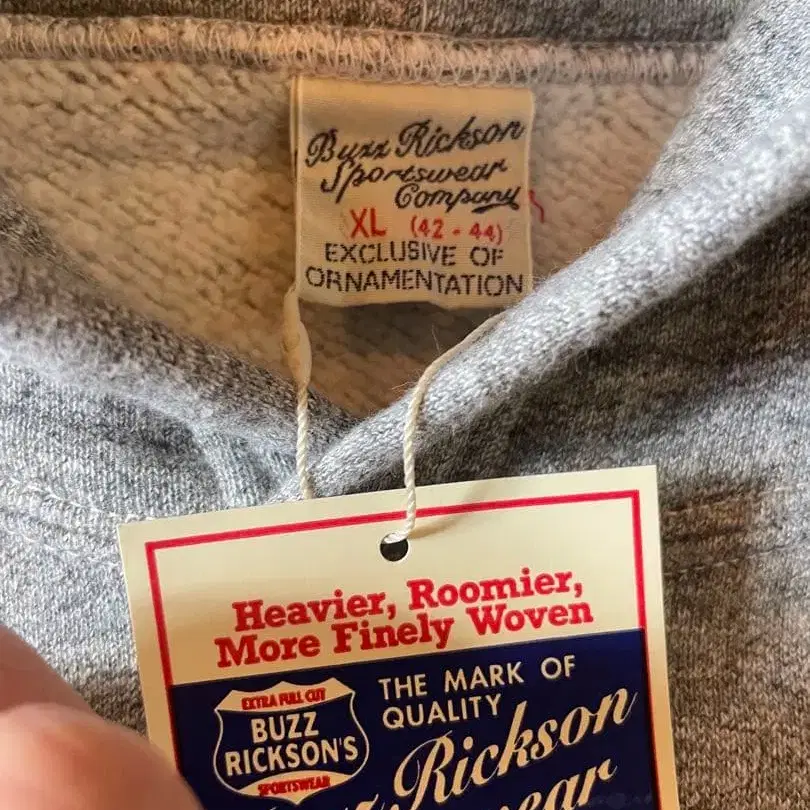 Buzz Rickson
Sportswear
Company
XL (42 - 44)
EXCLUSIVE OF
ORNAMENTATION
Heavier, Roomier,
More Finely Woven
EXTRA FULL CUT
BUZZ
RICKSON'S
SPORTSWEAR
THE MARK OF
QUALITY
Rickson